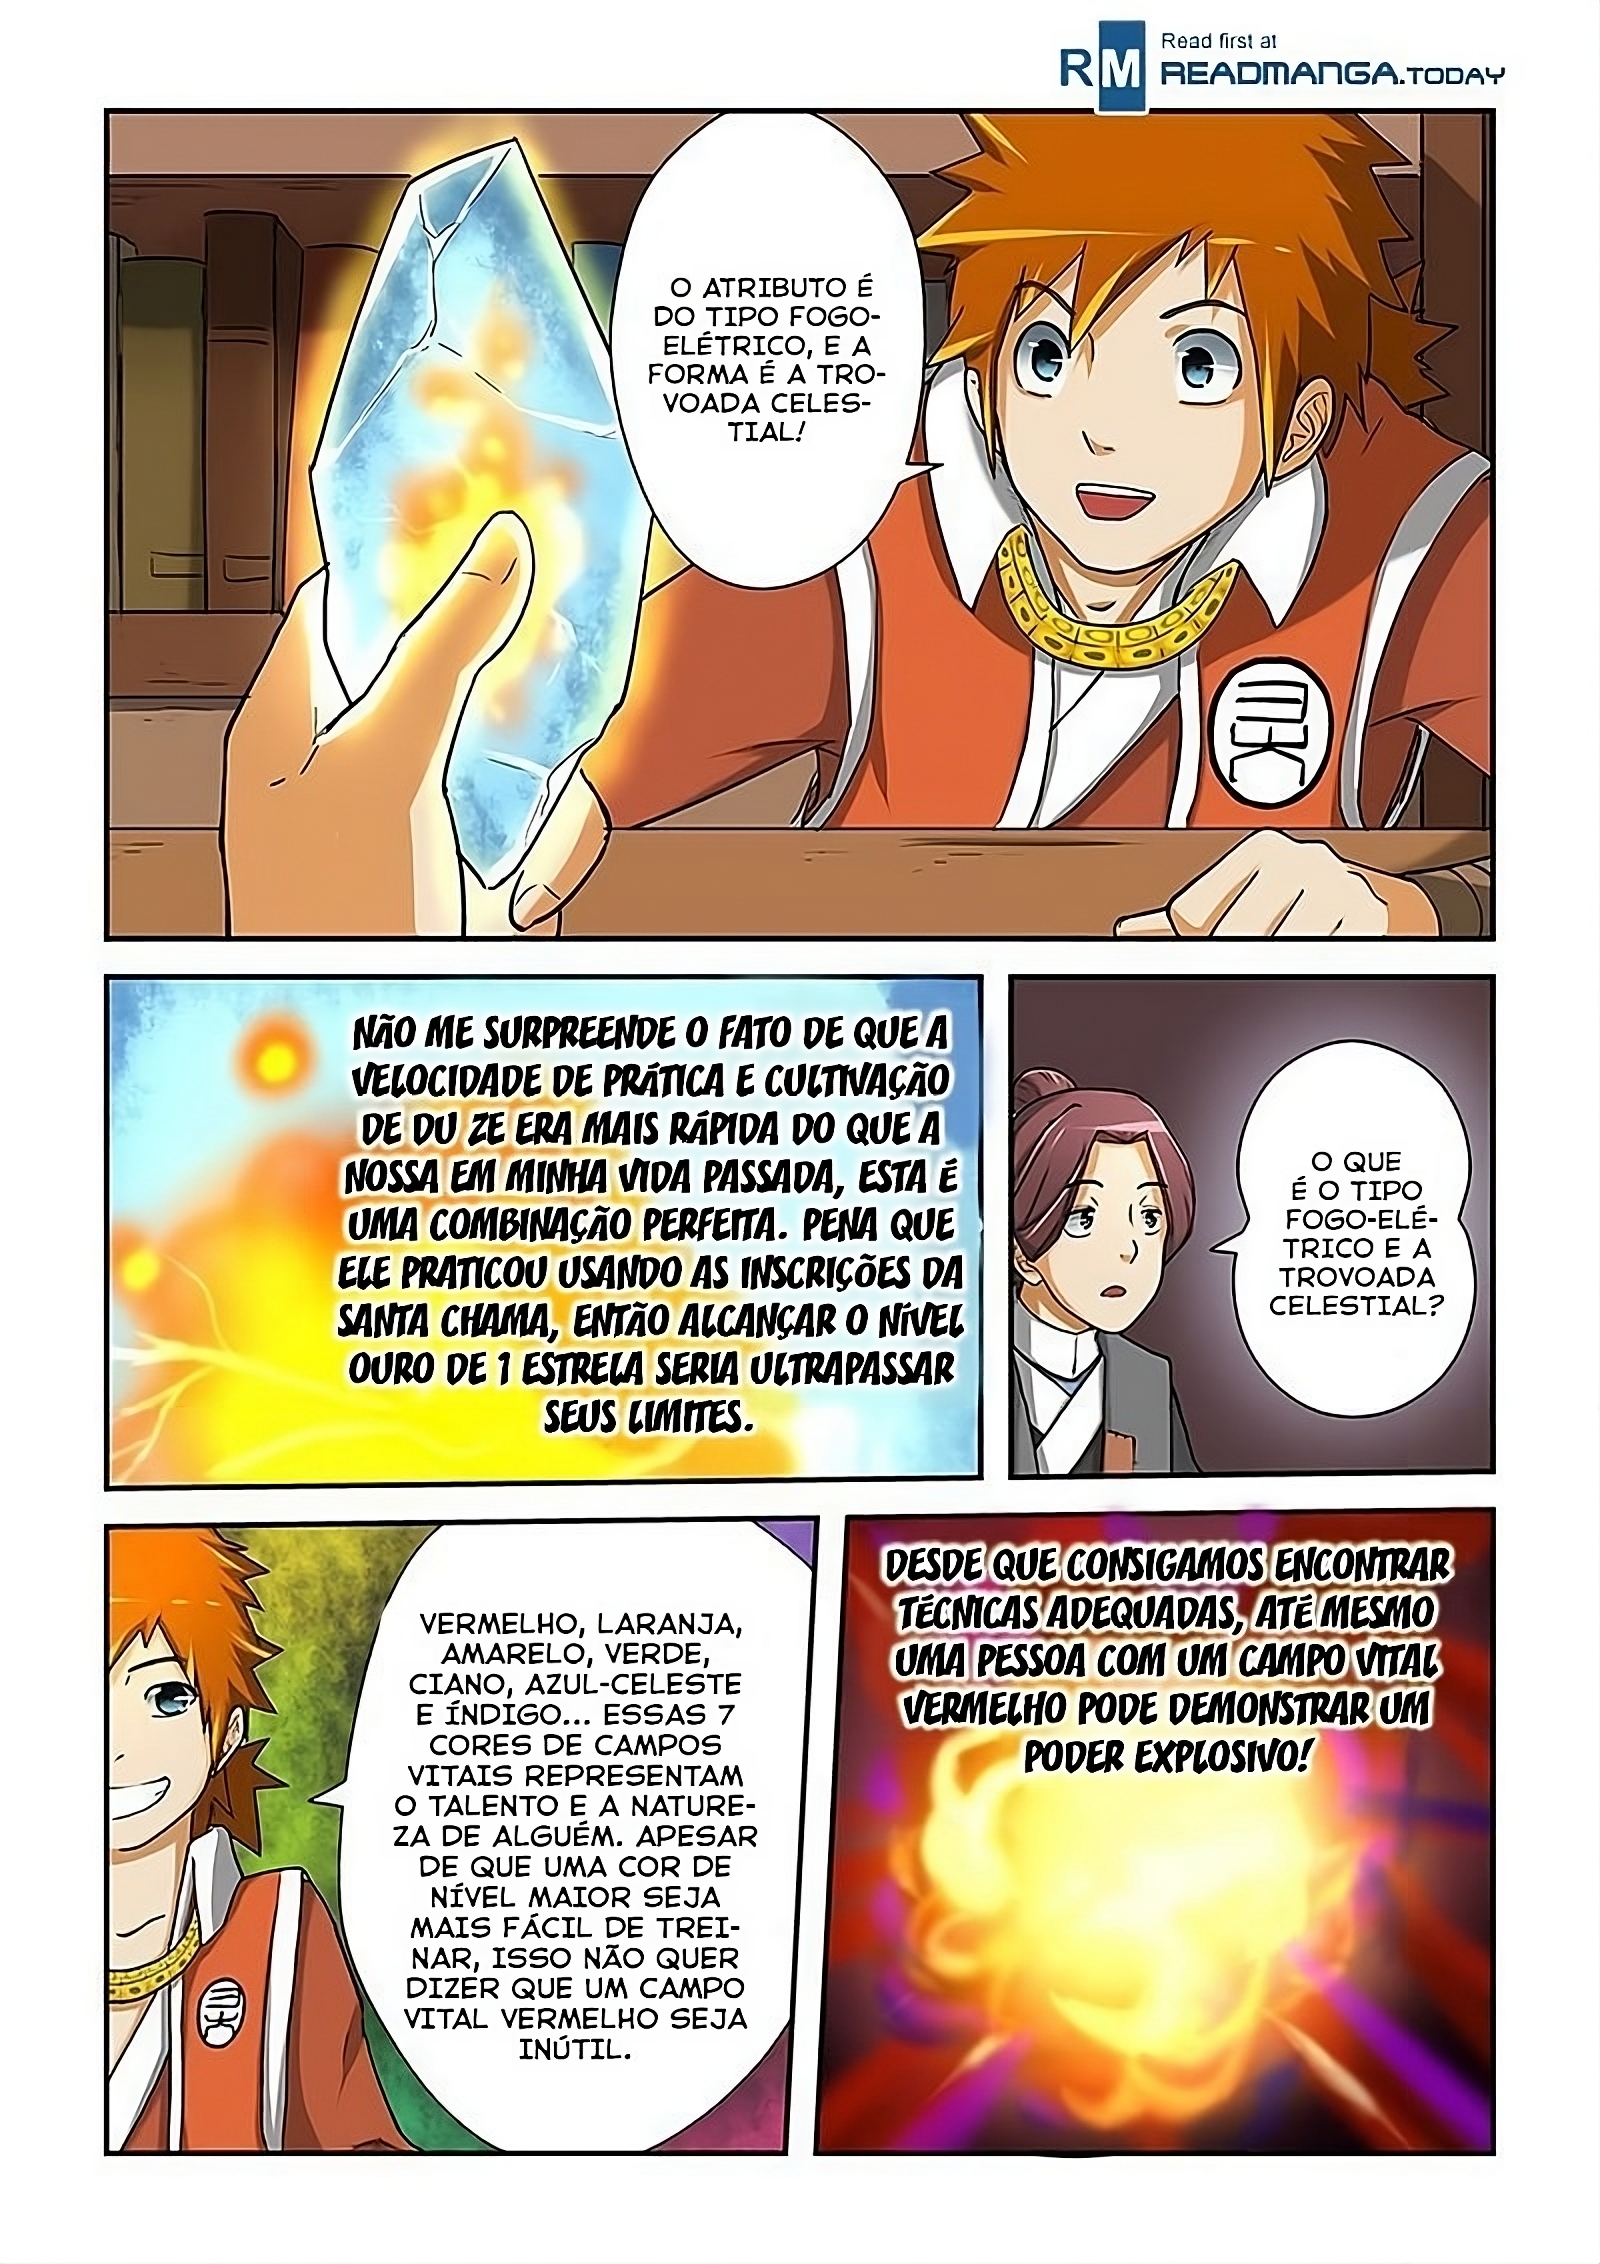 RM
Read first at
READMANGA.TODAY
O ATRIBUTO É
DO TIPO FOGO-
ELÉTRICO, E A
FORMA É A TRO-
VOADA CELES-
TIAL!
NÃO ME SURPREENDE O FATO DE QUE A
VELOCIDADE DE PRÁTICA E CULTIVAÇÃO
DE DU ZE ERA MAIS RÁPIDA DO QUE A
NOSSA EM MINHA VIDA PASSADA, ESTA É
UMA COMBINAÇÃO PERFEITA. PENA QUE
ELE PRATICOU USANDO AS INSCRIÇÕES DA
SANTA CHAMA, ENTÃO ALCANÇAR O NÍVEL
OURO DE 1 ESTRELA SERIA ULTRAPASSAR
SEUS LIMITES.
O QUE
É O TIPO
FOGO-ELÉ-
TRICO E A
TROVOADA
CELESTIAL?
VERMELHO, LARANJA,
AMARELO, VERDE,
CIANO, AZUL-CELESTE
E ÍNDIGO... ESSAS 7
CORES DE CAMPOS
VITAIS REPRESENTAM
O TALENTO E A NATURE-
ZA DE ALGUÉM. APESAR
DE QUE UMA COR DE
NÍVEL MAIOR SEJA
MAIS FÁCIL DE TREI-
NAR, ISSO NÃO QUER
DIZER QUE UM CAMPO
VITAL VERMELHO SEJA
INÚTIL.
DESDE QUE CONSIGAMOS ENCONTRAR
TÉCNICAS ADEQUADAS, ATÉ MESMO
UMA PESSOA COM UM CAMPO VITAL
VERMELHO PODE DEMONSTRAR UM
PODER EXPLOSIVO!